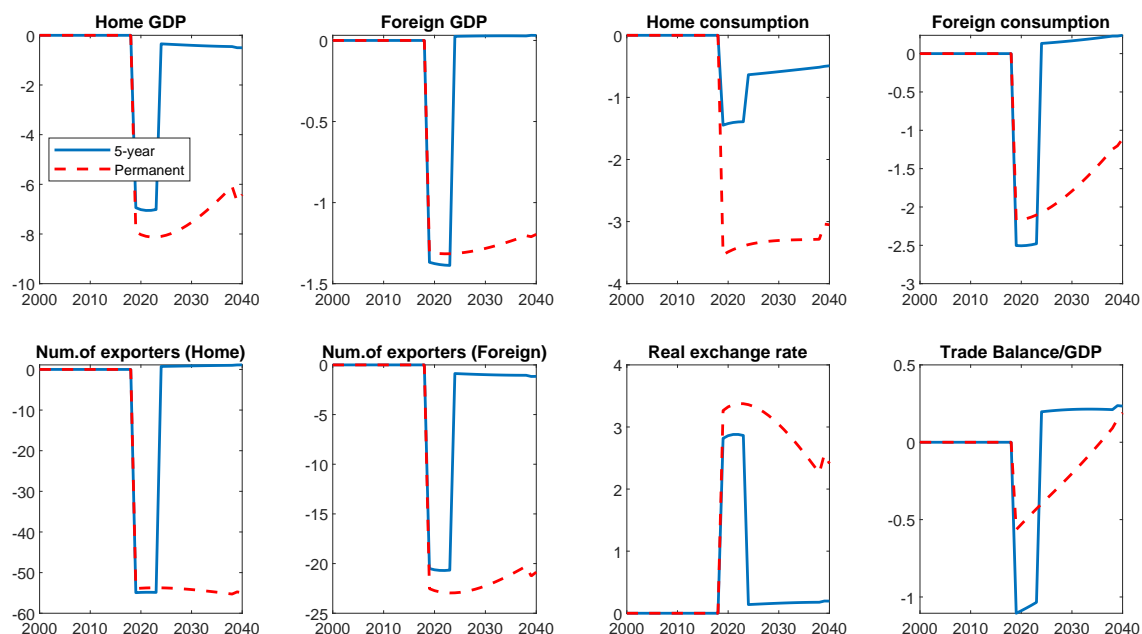 Home GDP
0
-2
-4
-6
-8
-10
2000 2010 2020 2030 2040
5-year
Permanent
Foreign GDP
0
-0.5
-1
-1.5
2000 2010 2020 2030 2040
Home consumption
0
-1
-2
-3
-4
2000 2010 2020 2030 2040
Foreign consumption
0
-0.5
-1
-1.5
-2
-2.5
-3
2000 2010 2020 2030 2040
Num.of exporters (Home)
0
-10
-20
-30
-40
-50
-60
2000 2010 2020 2030 2040
Num.of exporters (Foreign)
0
-5
-10
-15
-20
-25
2000 2010 2020 2030 2040
Real exchange rate
4
3
2
1
0
2000 2010 2020 2030 2040
Trade Balance/GDP
0.5
0
-0.5
-1
2000 2010 2020 2030 2040